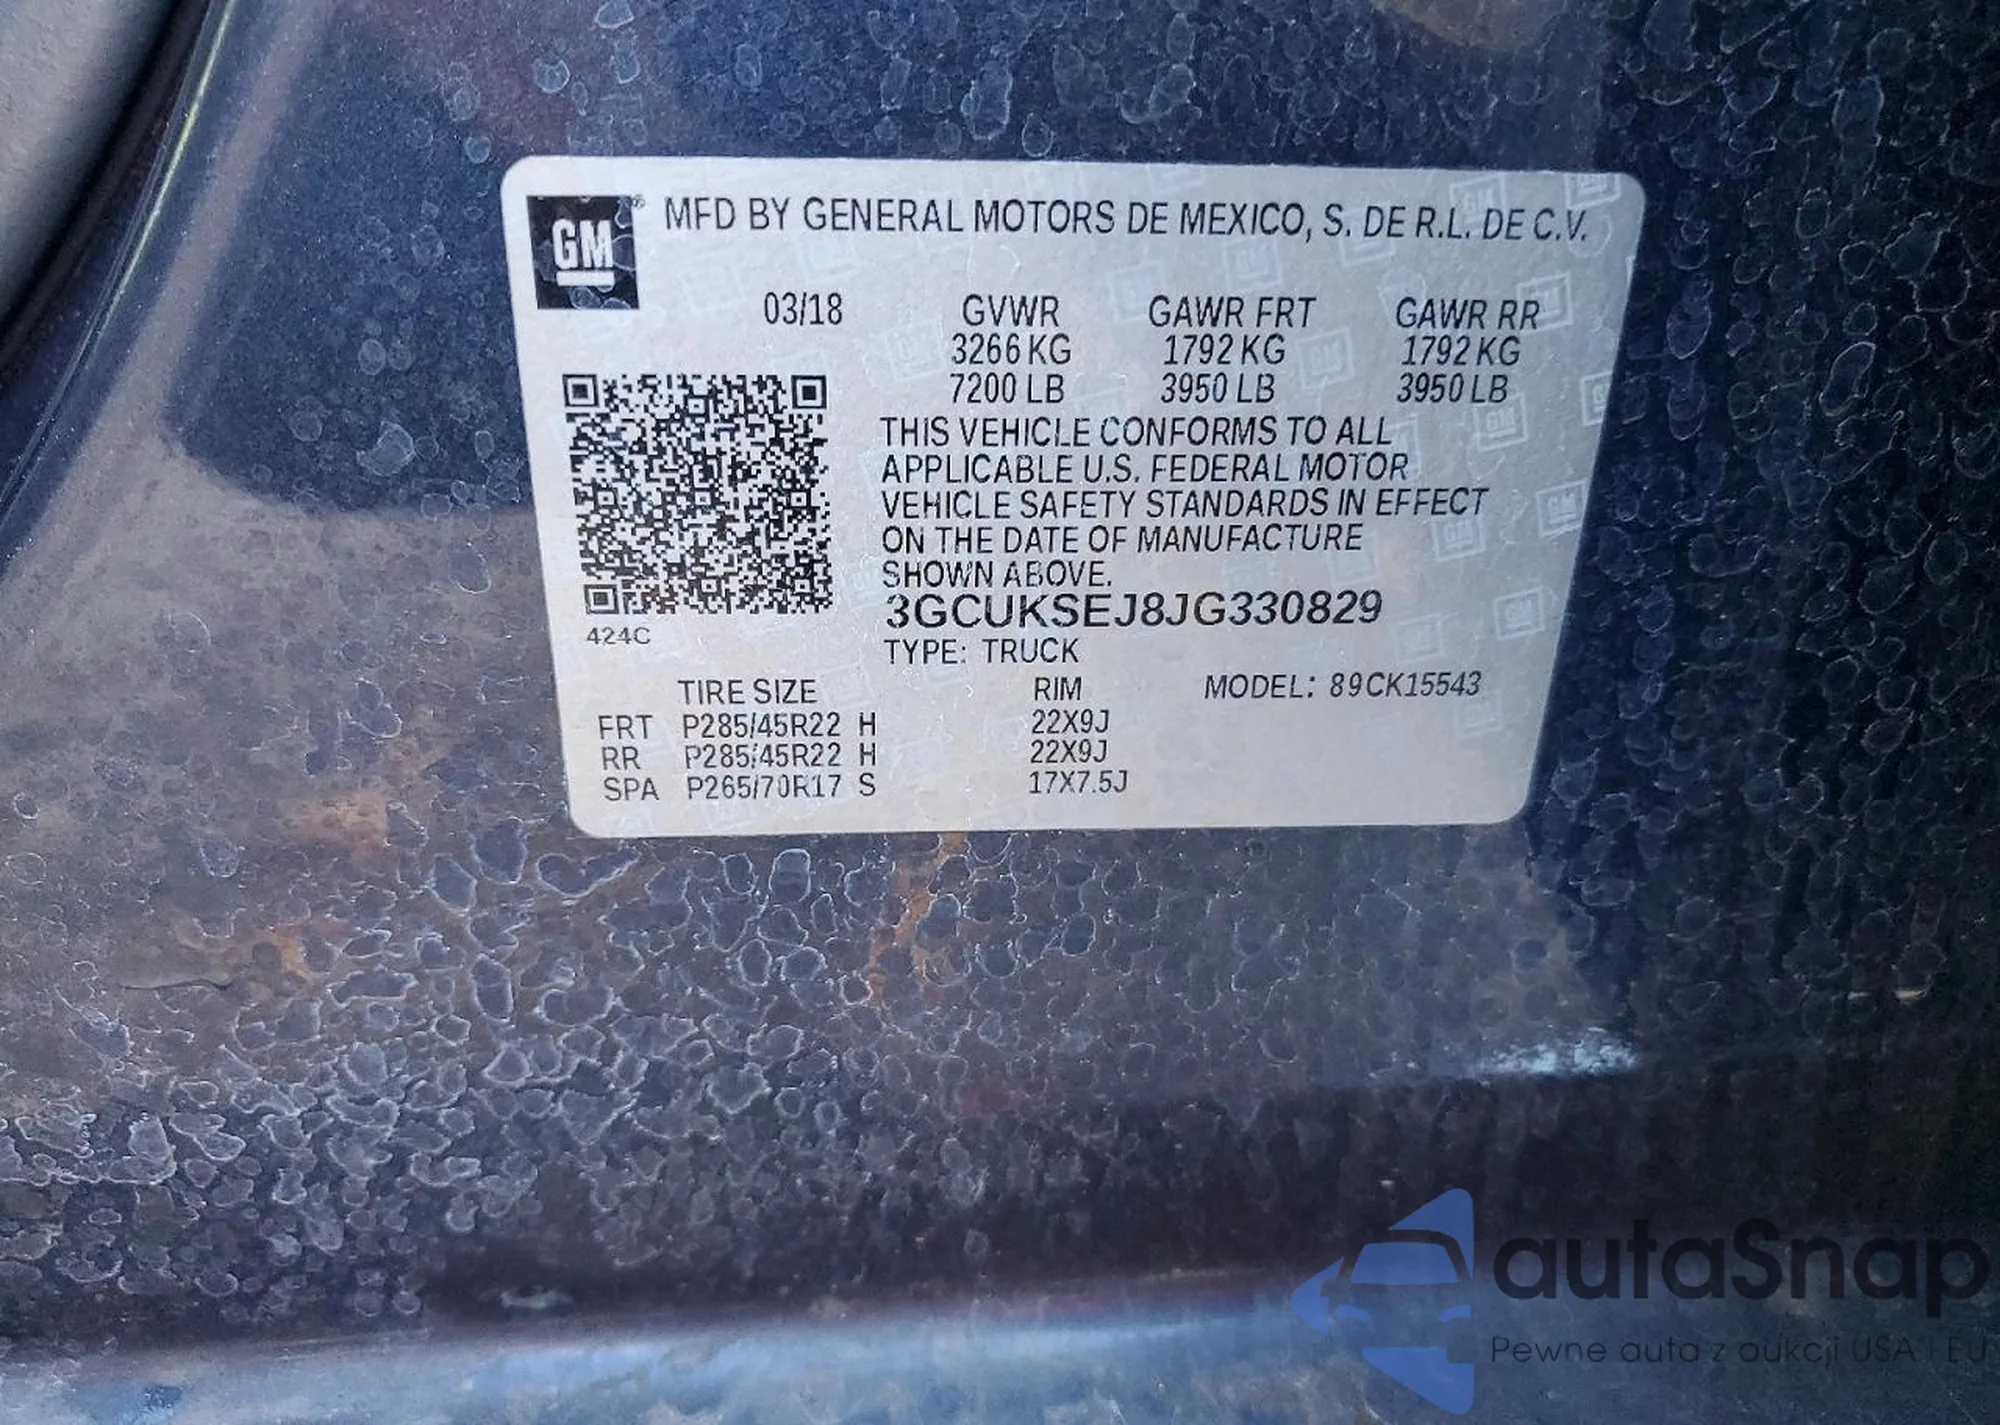 GM® MFD BY GENERAL MOTORS DE MEXICO, S. DE R.L. DE C.V.
03/18 GVWR GAWR FRT GAWR RR
3266 KG 1792 KG 1792 KG
7200 LB 3950 LB 3950 LB
THIS VEHICLE CONFORMS TO ALL
APPLICABLE U.S. FEDERAL MOTOR
VEHICLE SAFETY STANDARDS IN EFFECT
ON THE DATE OF MANUFACTURE
SHOWN ABOVE.
3GCUKSEJ8JG330829
424C
TYPE: TRUCK
TIRE SIZE RIM MODEL: 89CK15543
FRT P285/45R22 H 22X9J
RR P285/45R22 H 22X9J
SPA P265/70R17 S 17X7.5J
autaSnap
Pewne auta z aukcji USA i EU